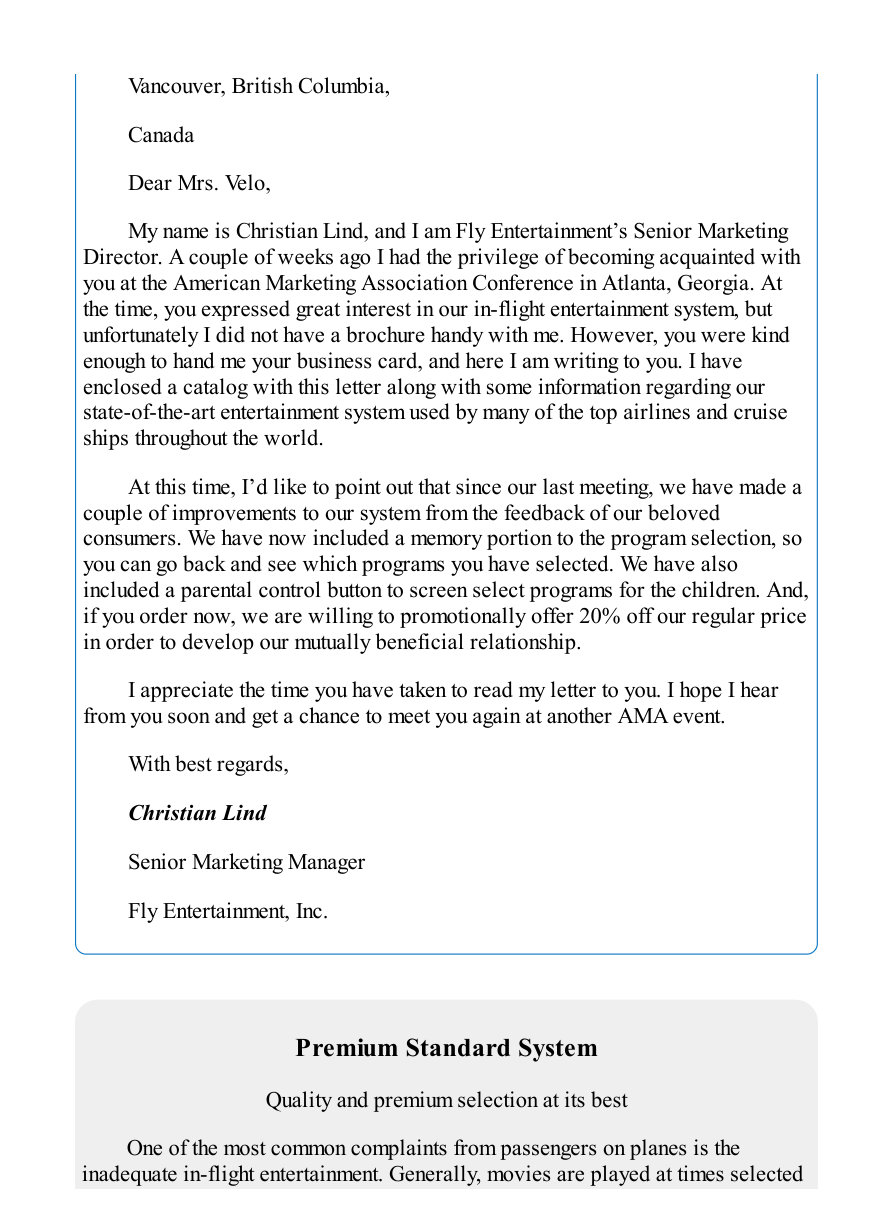 Vancouver, British Columbia,
Canada
Dear Mrs. Velo,
My name is Christian Lind, and I am Fly Entertainment’s Senior Marketing
Director. A couple of weeks ago I had the privilege of becoming acquainted with
you at the American Marketing Association Conference in Atlanta, Georgia. At
the time, you expressed great interest in our in-flight entertainment system, but
unfortunately I did not have a brochure handy with me. However, you were kind
enough to hand me your business card, and here I am writing to you. I have
enclosed a catalog with this letter along with some information regarding our
state-of-the-art entertainment system used by many of the top airlines and cruise
ships throughout the world.
At this time, I’d like to point out that since our last meeting, we have made a
couple of improvements to our system from the feedback of our beloved
consumers. We have now included a memory portion to the program selection, so
you can go back and see which programs you have selected. We have also
included a parental control button to screen select programs for the children. And,
if you order now, we are willing to promotionally offer 20% off our regular price
in order to develop our mutually beneficial relationship.
I appreciate the time you have taken to read my letter to you. I hope I hear
from you soon and get a chance to meet you again at another AMA event.
With best regards,
Christian Lind
Senior Marketing Manager
Fly Entertainment, Inc.
Premium Standard System
Quality and premium selection at its best
One of the most common complaints from passengers on planes is the
inadequate in-flight entertainment. Generally, movies are played at times selected